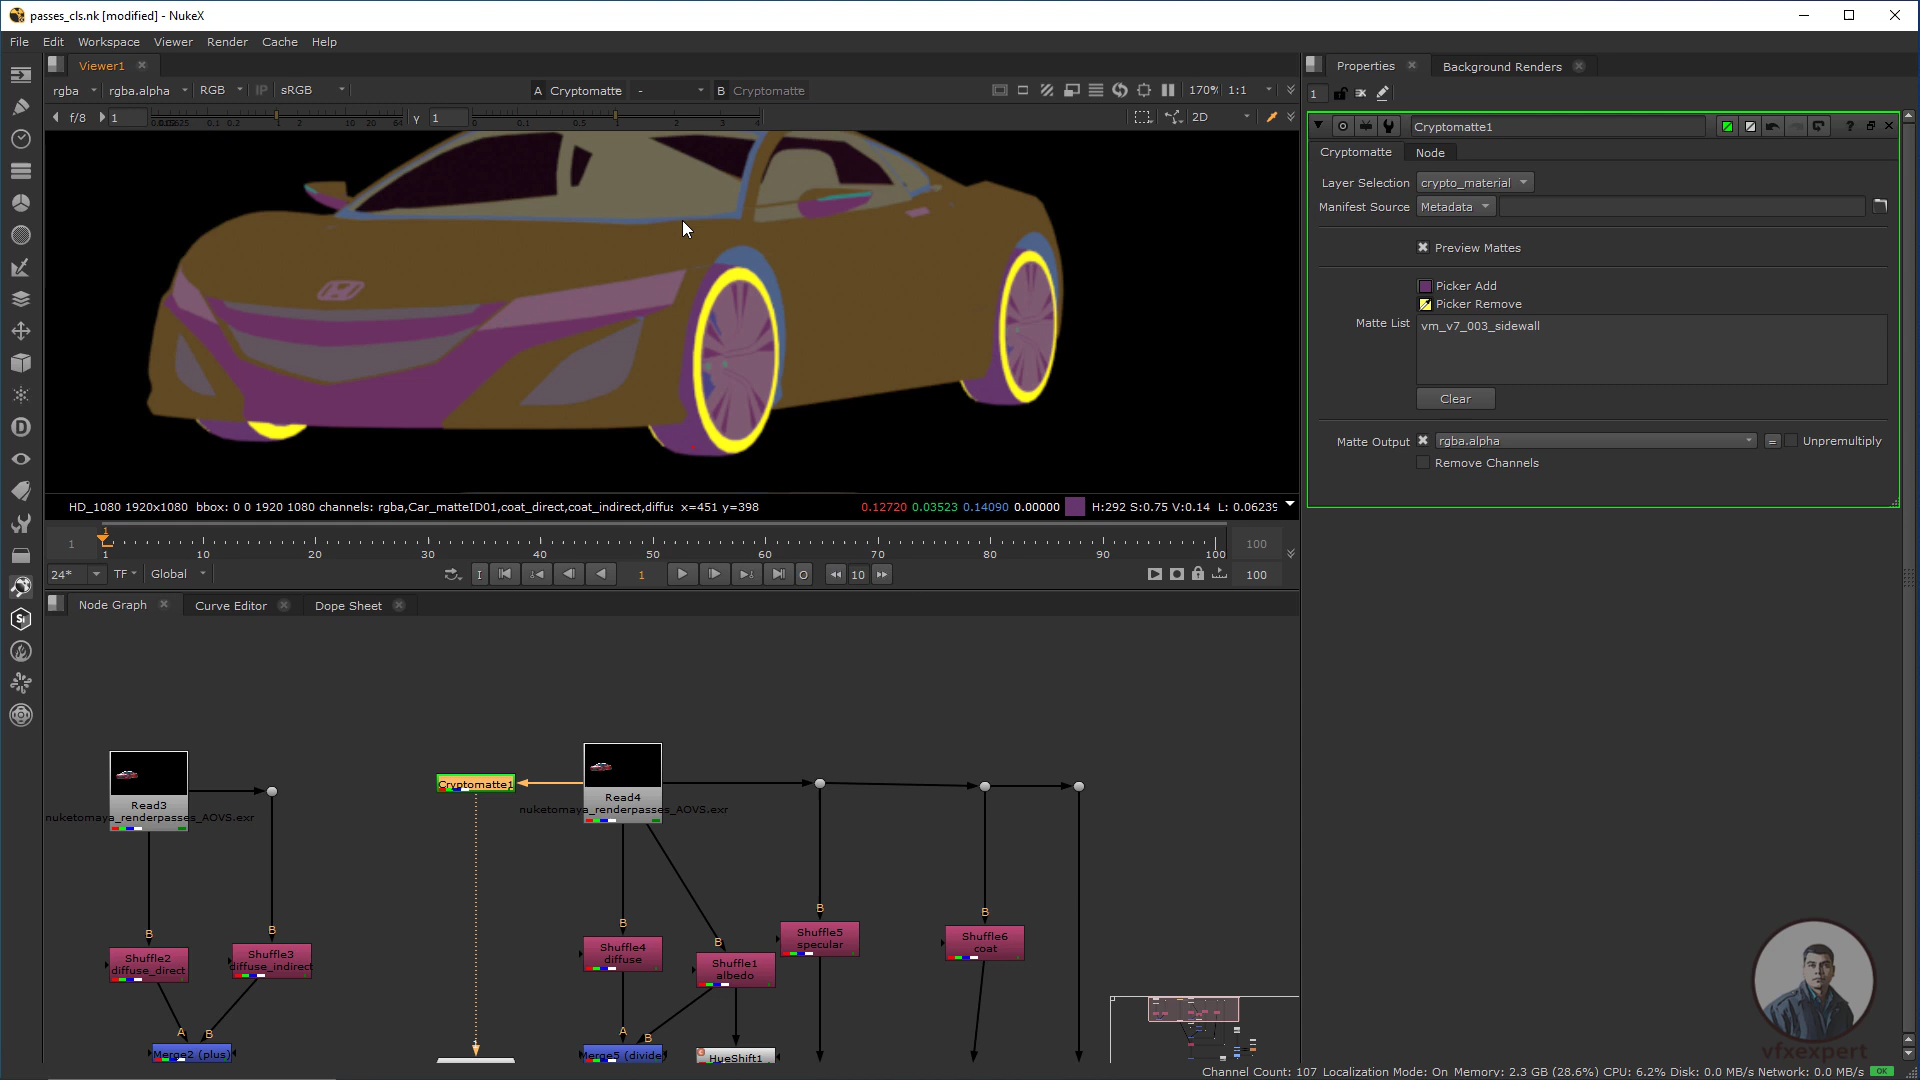 passes_cls.nk [modified] - NukeX
File Edit Workspace Viewer Render Cache Help
Viewer1
rgba rgba.alpha RGB IP sRGB A Cryptomatte - B Cryptomatte 170% 1:1
f/8 1 γ 1 2D
HD_1080 1920x1080 bbox: 0 0 1920 1080 channels: rgba,Car_matteID01,coat_direct,coat_indirect,diffus x=451 y=398 0.12720 0.03523 0.14090 0.00000 H:292 S:0.75 V:0.14 L: 0.06239
1 1 1 10 20 30 40 50 60 70 80 90 100 100
24* TF Global I 1 O 10 100
Node Graph Curve Editor Dope Sheet
Read3
nuketomaya_renderpasses_AOVS.exr
Cryptomatte1
Read4
nuketomaya_renderpasses_AOVS.exr
B B B B B B
Shuffle2
diffuse_direct
Shuffle3
diffuse_indirect
Shuffle4
diffuse
Shuffle1
albedo
Shuffle5
specular
Shuffle6
coat
A B A B
Merge2 (plus)
Merge5 (divide
HueShift1
Properties Background Renders
1
Cryptomatte1
Cryptomatte Node
Layer Selection crypto_material
Manifest Source Metadata
Preview Mattes
Picker Add
Picker Remove
Matte List vm_v7_003_sidewall
Clear
Matte Output rgba.alpha = Unpremultiply
Remove Channels
vfxexpert
Channel Count: 107 Localization Mode: On Memory: 2.3 GB (28.6%) CPU: 6.2% Disk: 0.0 MB/s Network: 0.0 MB/s OK